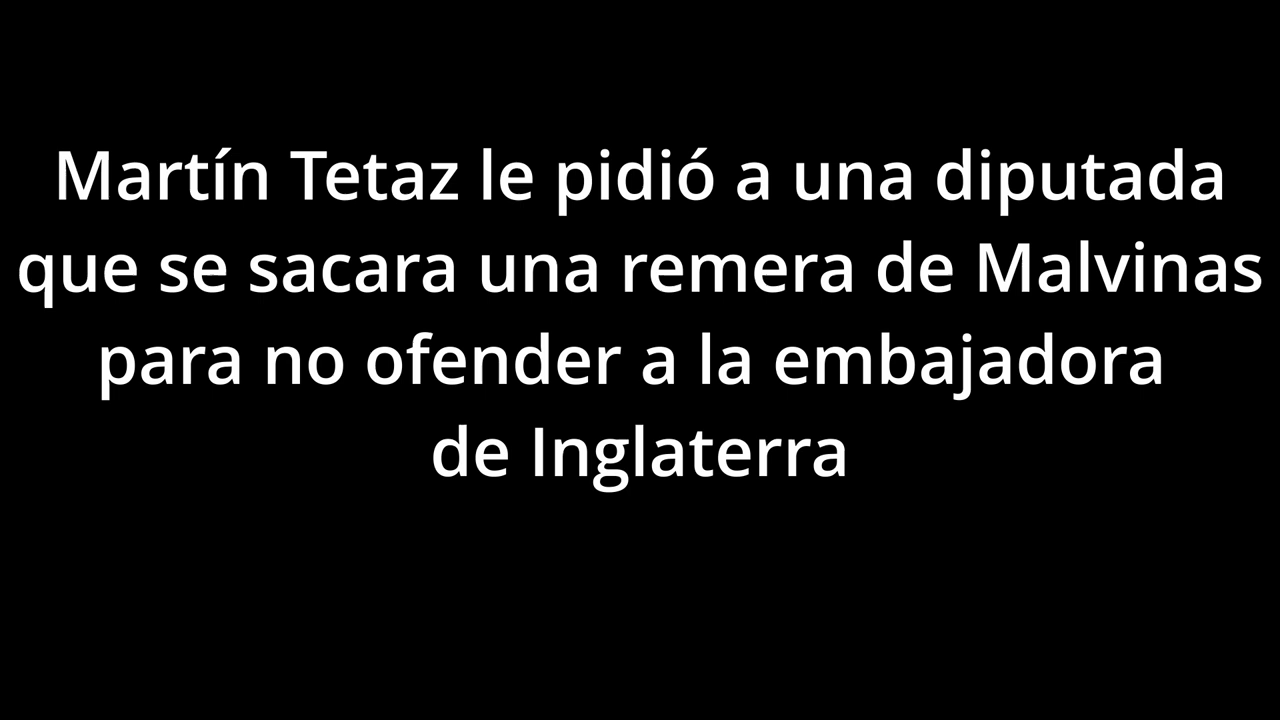 Martín Tetaz le pidió a una diputada
que se sacara una remera de Malvinas
para no ofender a la embajadora
de Inglaterra